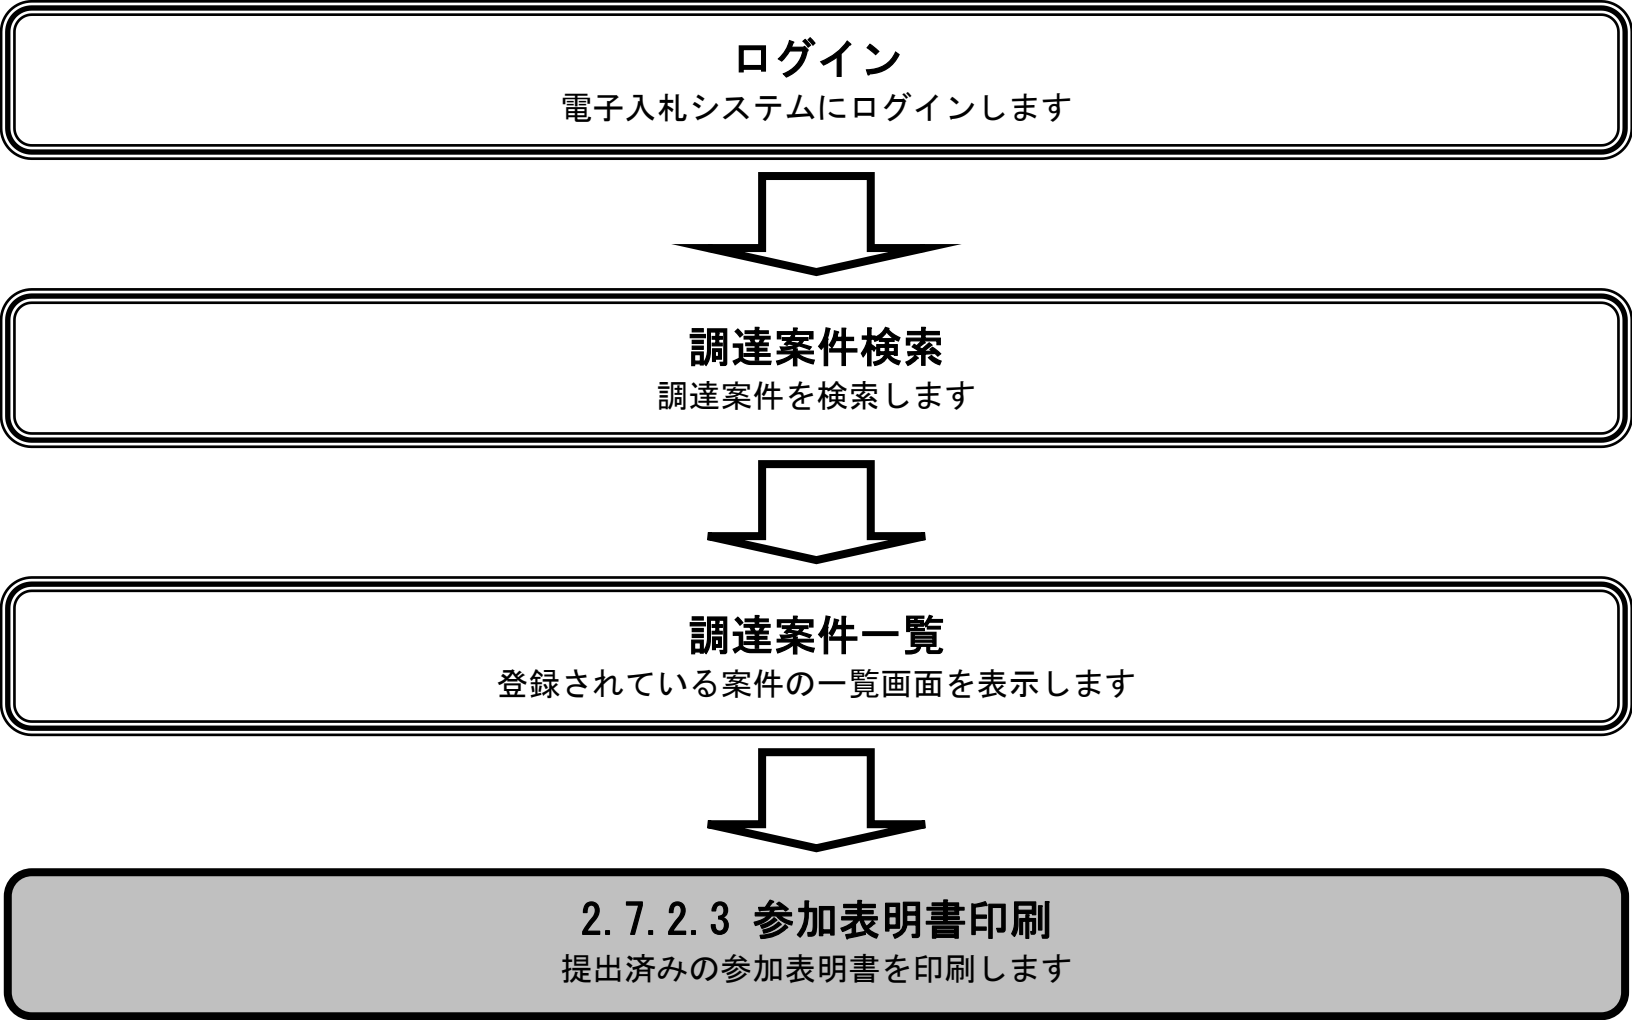 ログイン
電子入札システムにログインします
調達案件検索
調達案件を検索します
調達案件一覧
登録されている案件の一覧画面を表示します
2.7.2.3 参加表明書印刷
提出済みの参加表明書を印刷します